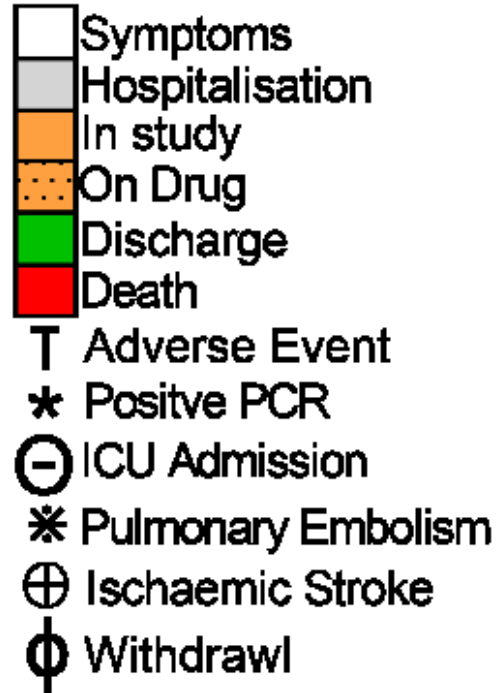 Symptoms
Hospitalisation
In study
On Drug
Discharge
Death
T Adverse Event
* Positve PCR
ICU Admission
Pulmonary Embolism
Ischaemic Stroke
Withdrawl